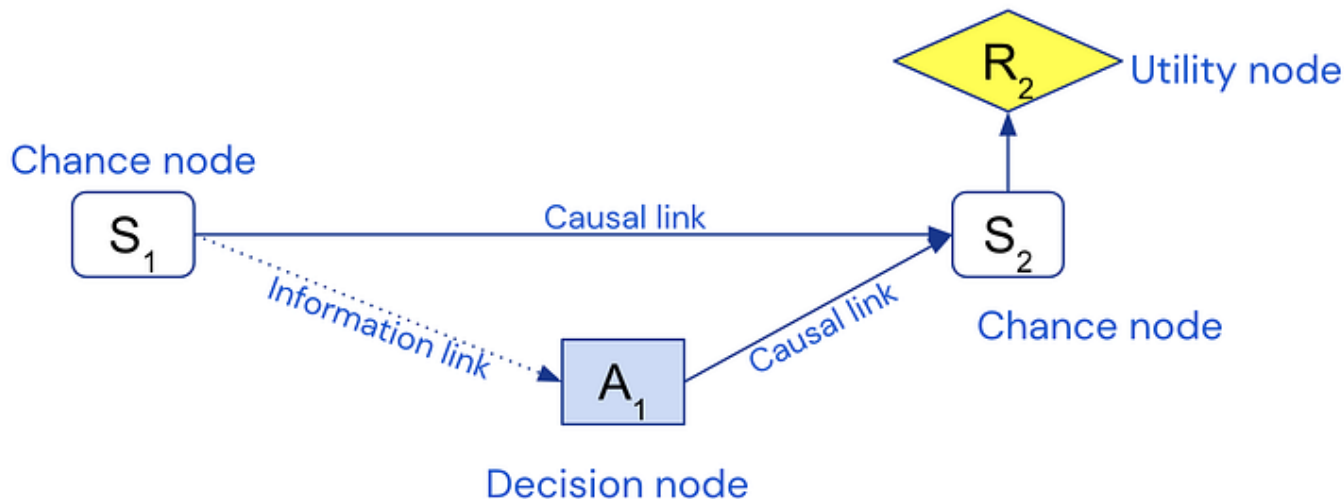 R₂
Utility node
Chance node
S₁
Causal link
S₂
Information link
Causal link
Chance node
A₁
Decision node